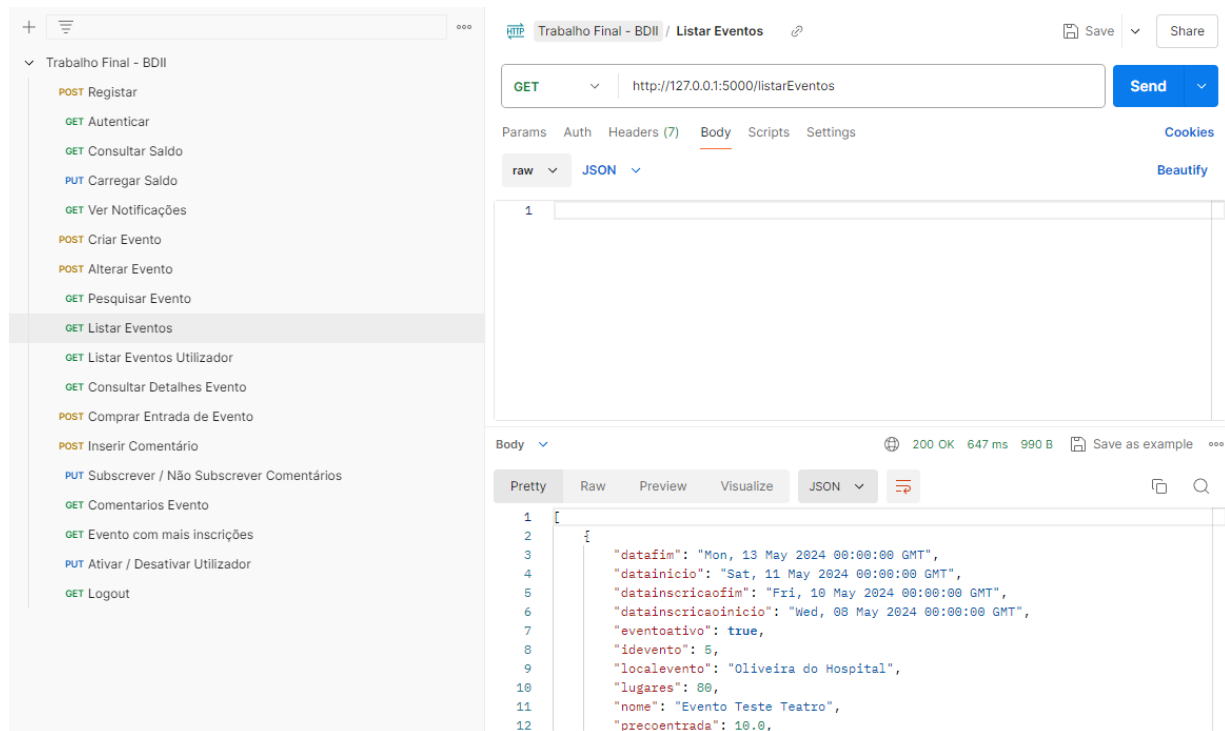 Trabalho Final - BDII
POST Registar
GET Autenticar
GET Consultar Saldo
PUT Carregar Saldo
GET Ver Notificações
POST Criar Evento
POST Alterar Evento
GET Pesquisar Evento
GET Listar Eventos
GET Listar Eventos Utilizador
GET Consultar Detalhes Evento
POST Comprar Entrada de Evento
POST Inserir Comentário
PUT Subscrever / Não Subscrever Comentários
GET Comentarios Evento
GET Evento com mais inscrições
PUT Ativar / Desativar Utilizador
GET Logout
HTTP Trabalho Final - BDII / Listar Eventos Save Share
GET http://127.0.0.1:5000/listarEventos Send
Params Auth Headers (7) Body Scripts Settings Cookies
raw JSON Beautify
1
Body 200 OK 647 ms 990 B Save as example
Pretty Raw Preview Visualize JSON
1 [
2 {
3 "datafim": "Mon, 13 May 2024 00:00:00 GMT",
4 "datainicio": "Sat, 11 May 2024 00:00:00 GMT",
5 "datainscricaofim": "Fri, 10 May 2024 00:00:00 GMT",
6 "datainscricaoinicio": "Wed, 08 May 2024 00:00:00 GMT",
7 "eventoativo": true,
8 "idevento": 5,
9 "localevento": "Oliveira do Hospital",
10 "lugares": 80,
11 "nome": "Evento Teste Teatro",
12 "precoentrada": 10.0,